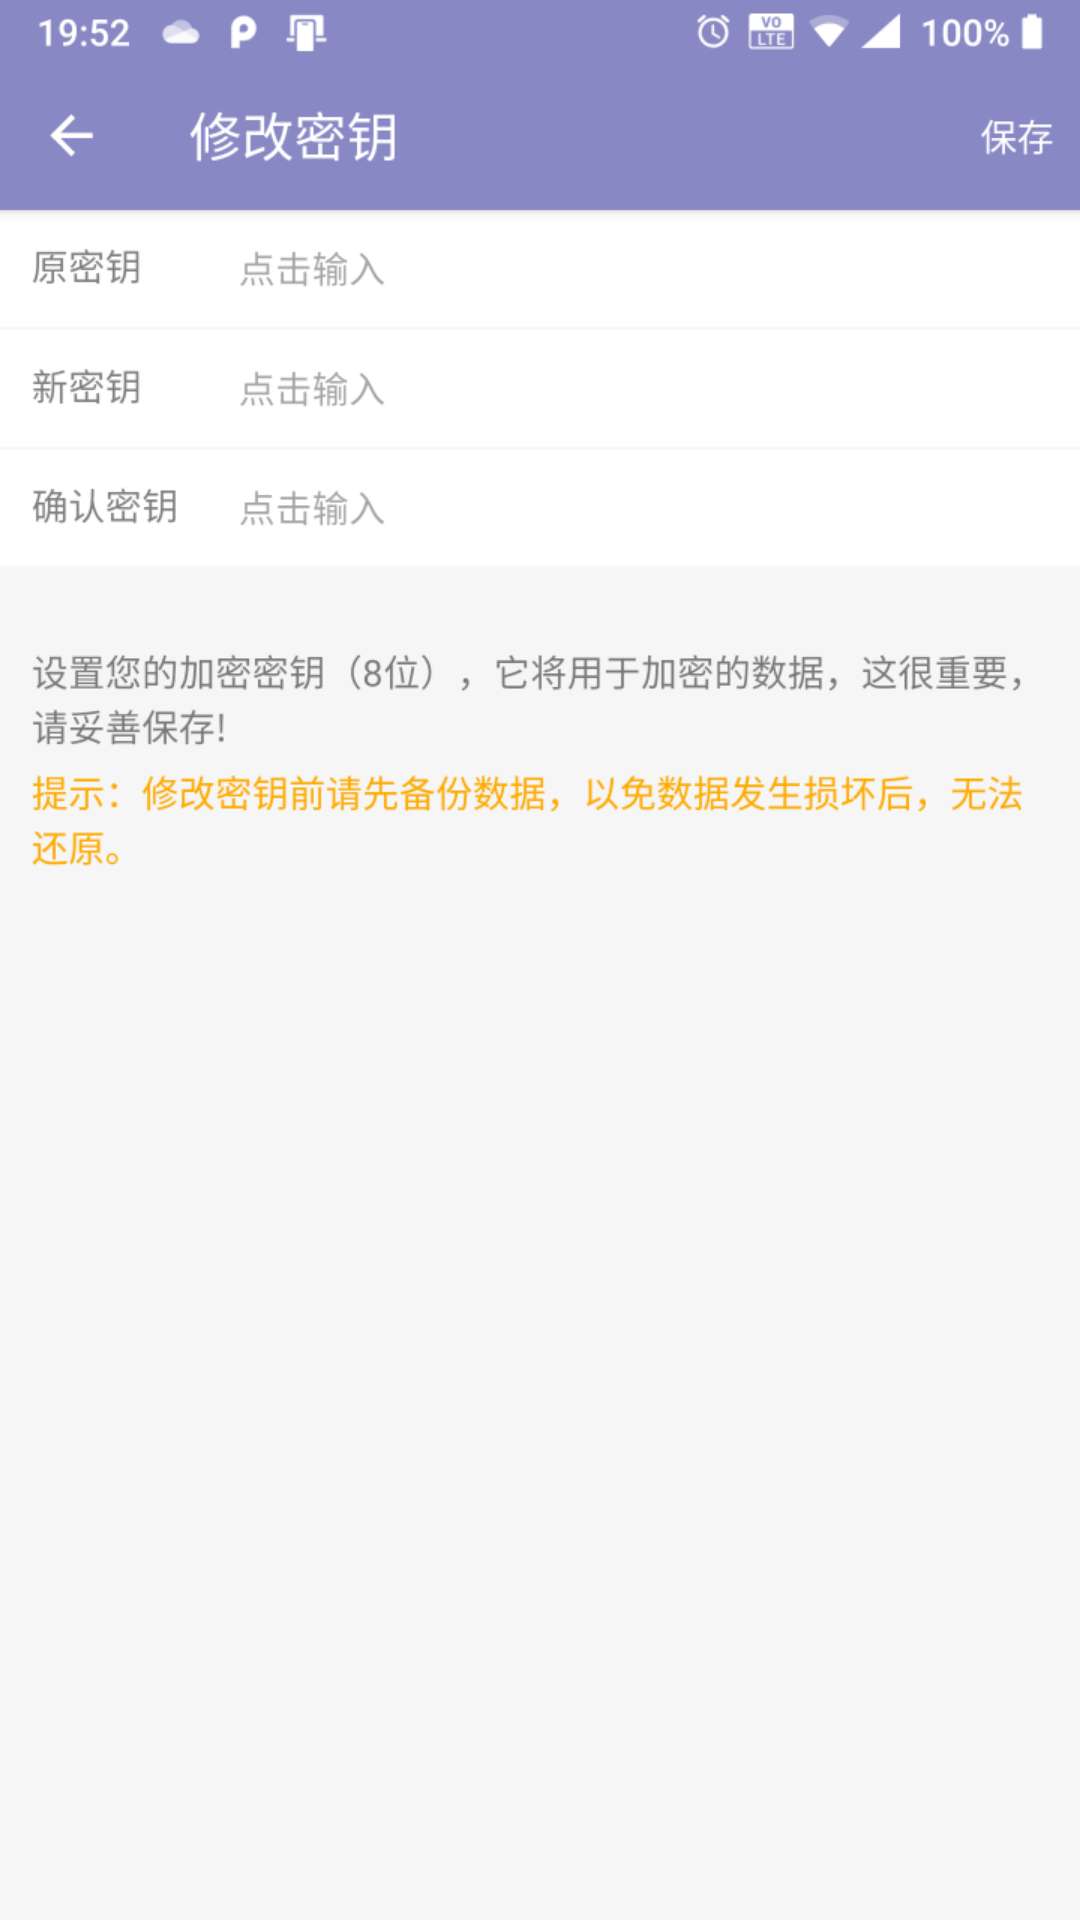 19:52 VO LTE 100%
修改密钥 保存
原密钥 点击输入
新密钥 点击输入
确认密钥 点击输入
设置您的加密密钥（8位），它将用于加密的数据，这很重要，
请妥善保存!
提示：修改密钥前请先备份数据，以免数据发生损坏后，无法
还原。